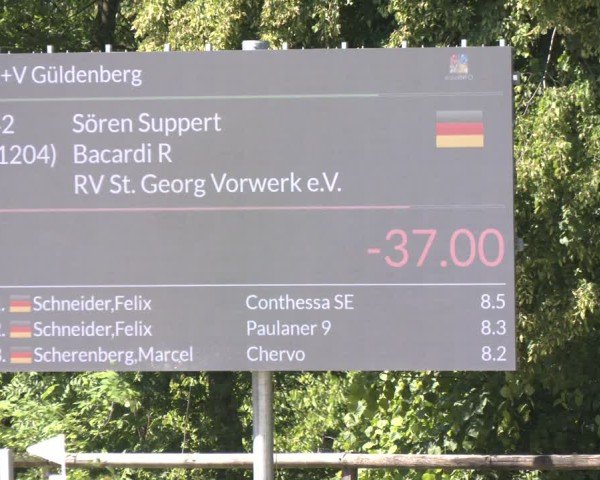 +V Güldenberg
2 Sören Suppert
1204) Bacardi R
RV St. Georg Vorwerk e.V.
-37.00
. Schneider,Felix Conthessa SE 8.5
. Schneider,Felix Paulaner 9 8.3
. Scherenberg,Marcel Chervo 8.2